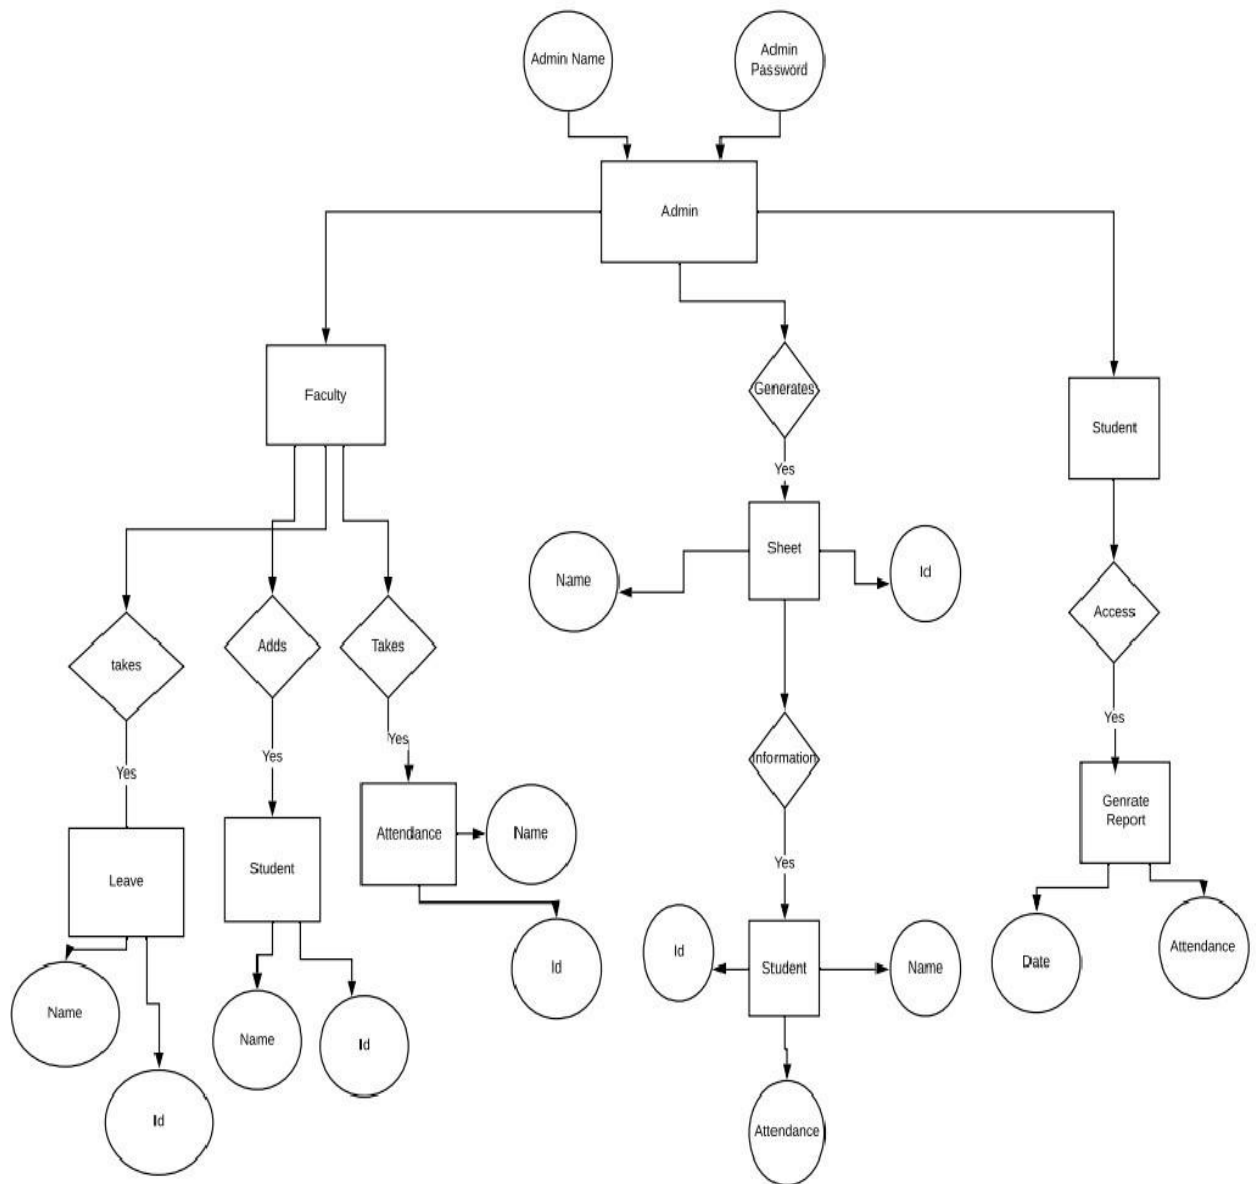 Admin Name
Admin
Password
Admin
Faculty
Generates
Student
Yes
Sheet
Name
Id
Access
takes
Adds
Takes
Yes
Yes
Yes
Yes
Information
Genrate
Report
Attendance
Name
Yes
Leave
Student
Id
Student
Name
Date
Attendance
Id
Name
Name
Id
Id
Attendance